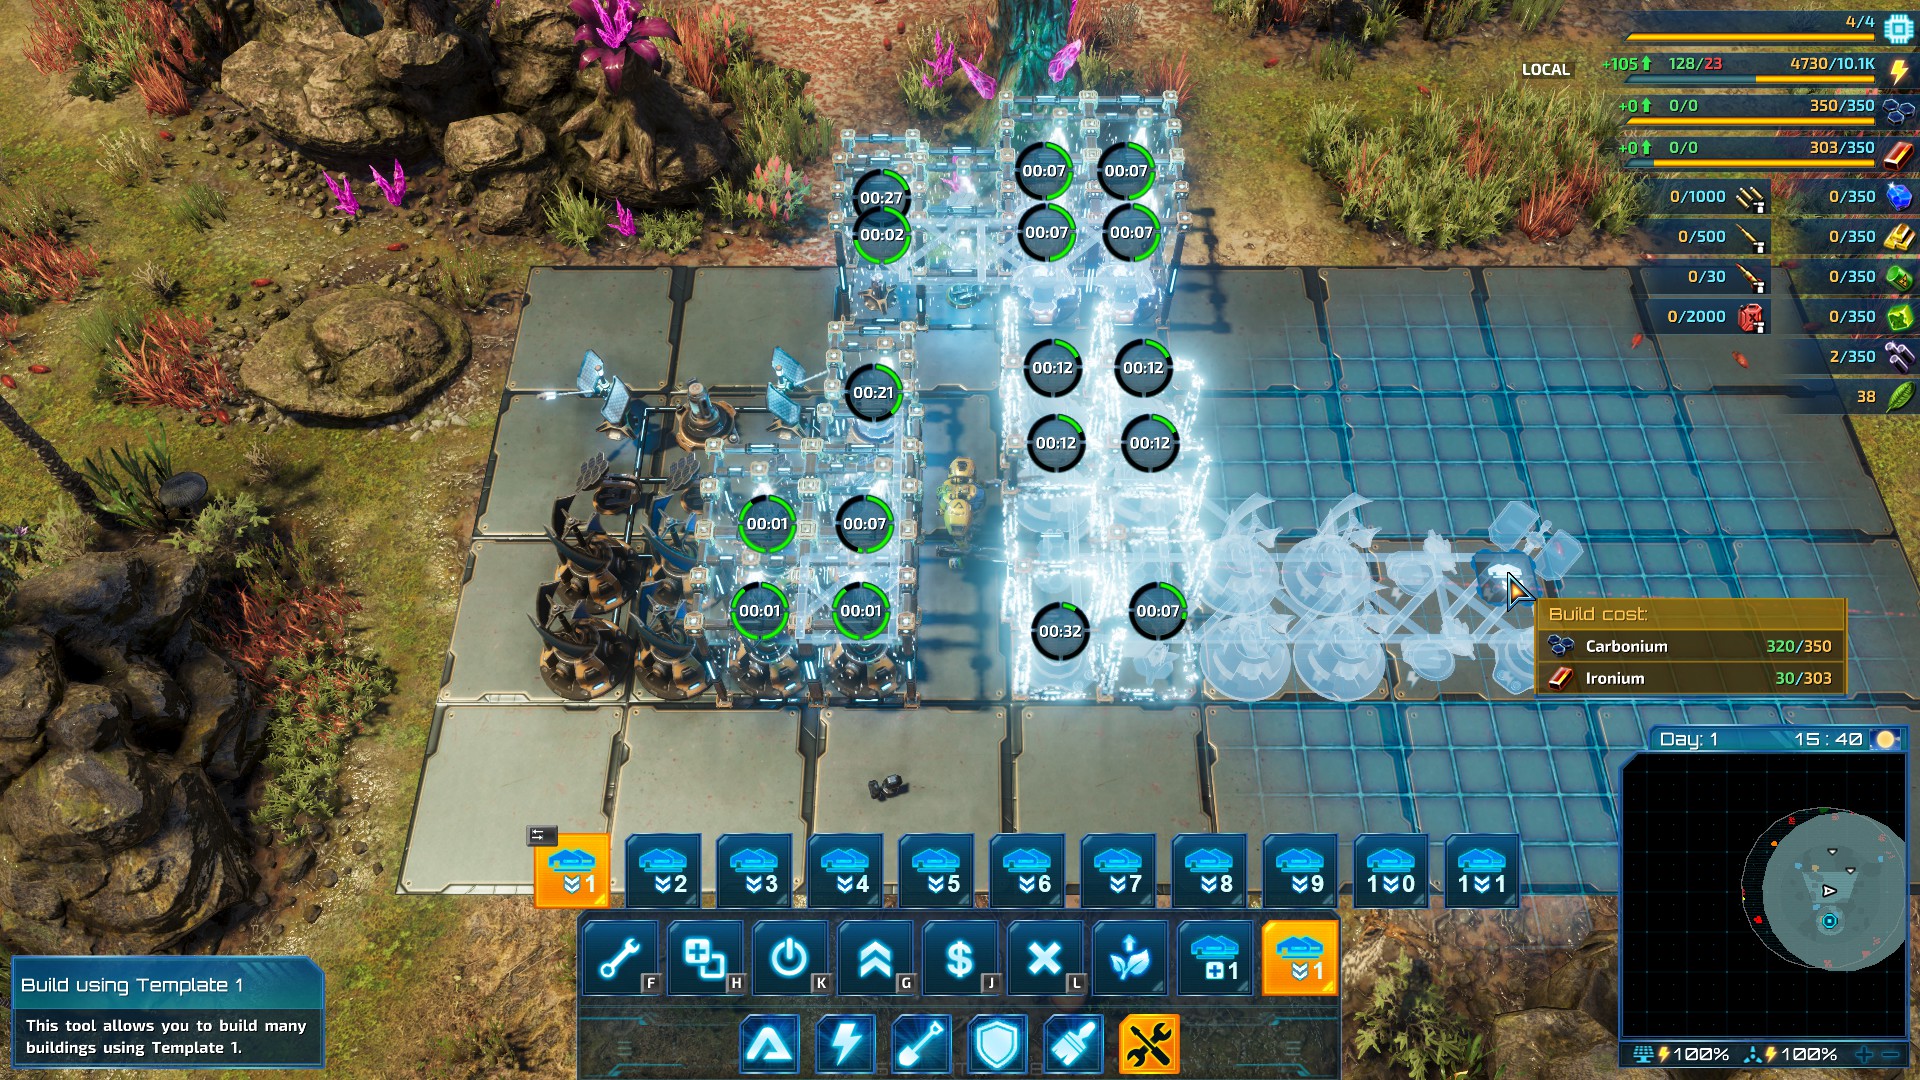 4/4
LOCAL
+105 128/23 4730/10.1K
+0 0/0 350/350
+0 0/0 303/350
0/1000 0/350
0/500 0/350
0/30 0/350
0/2000 0/350
2/350
38
00:27
00:02
00:07
00:07
00:07
00:07
00:21
00:12
00:12
00:12
00:12
00:01
00:07
00:01
00:01
00:32
00:07
Build cost:
Carbonium 320/350
Ironium 30/303
Day: 1 15:40
1
2
3
4
5
6
7
8
9
1 0
1 1
F
H
K
G
J
L
1
1
Build using Template 1
This tool allows you to build many
buildings using Template 1.
100% 100%